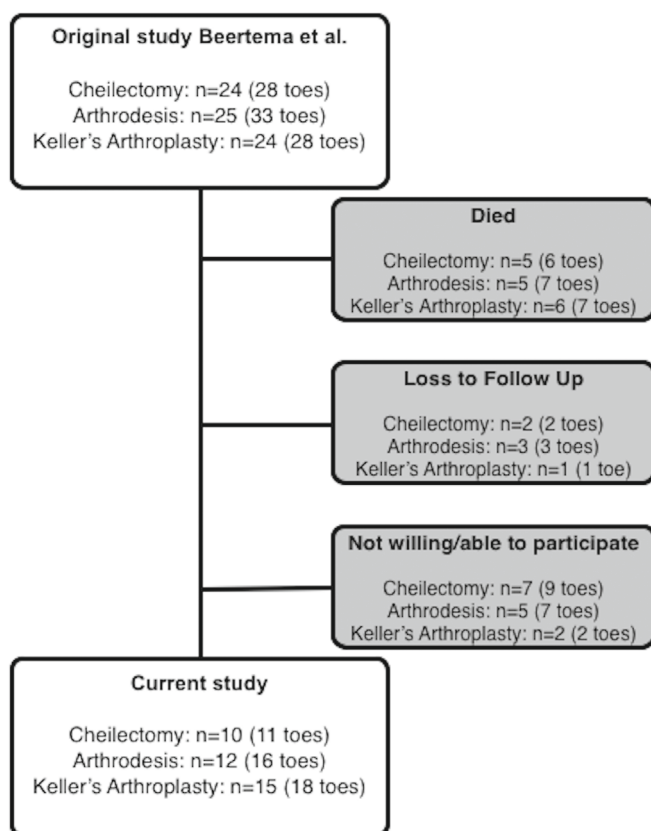 Original study Beertema et al.
Cheilectomy: n=24 (28 toes)
Arthrodesis: n=25 (33 toes)
Keller's Arthroplasty: n=24 (28 toes)
Died
Cheilectomy: n=5 (6 toes)
Arthrodesis: n=5 (7 toes)
Keller's Arthroplasty: n=6 (7 toes)
Loss to Follow Up
Cheilectomy: n=2 (2 toes)
Arthrodesis: n=3 (3 toes)
Keller's Arthroplasty: n=1 (1 toe)
Not willing/able to participate
Cheilectomy: n=7 (9 toes)
Arthrodesis: n=5 (7 toes)
Keller's Arthroplasty: n=2 (2 toes)
Current study
Cheilectomy: n=10 (11 toes)
Arthrodesis: n=12 (16 toes)
Keller's Arthroplasty: n=15 (18 toes)